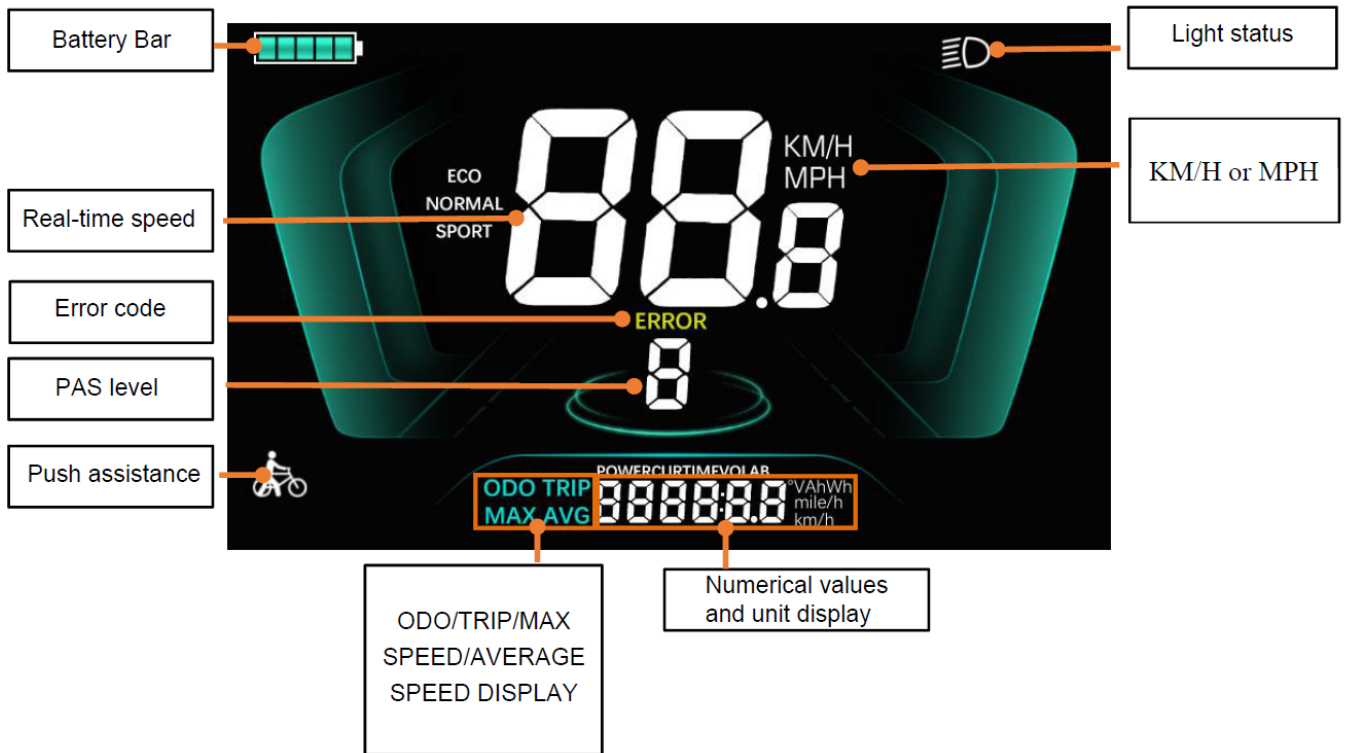 Battery Bar
Light status
KM/H
MPH
KM/H or MPH
ECO
NORMAL
SPORT
88.8
Real-time speed
Error code
ERROR
PAS level
8
Push assistance
POWERCURTIMEVOLAB
ODO TRIP
MAX AVG
8888:8.8
°VAhWh
mile/h
km/h
ODO/TRIP/MAX
SPEED/AVERAGE
SPEED DISPLAY
Numerical values
and unit display